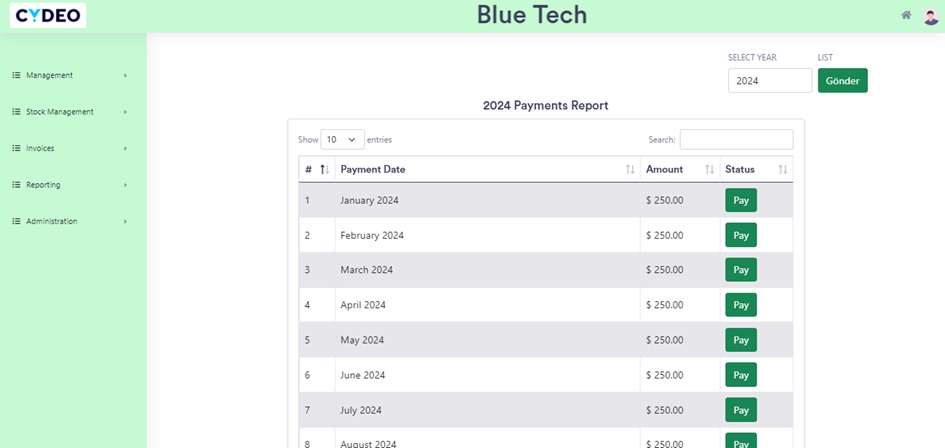 CYDEO
Blue Tech
Management
Stock Management
Invoices
Reporting
Administration
SELECT YEAR
LIST
2024
Gönder
2024 Payments Report
Show 10 entries
Search:
# Payment Date Amount Status
1 January 2024 $ 250.00 Pay
2 February 2024 $ 250.00 Pay
3 March 2024 $ 250.00 Pay
4 April 2024 $ 250.00 Pay
5 May 2024 $ 250.00 Pay
6 June 2024 $ 250.00 Pay
7 July 2024 $ 250.00 Pay
8 August 2024 $ 250.00 Pay